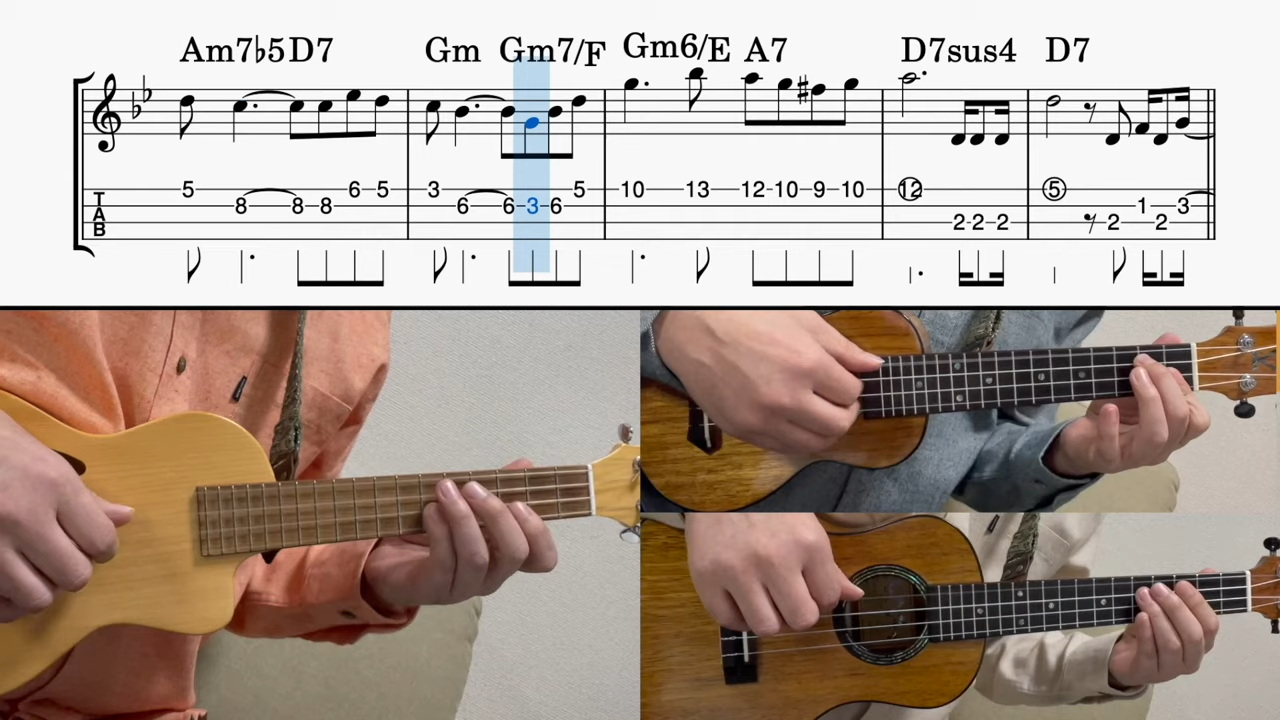 Am7♭5 D7 Gm Gm7/F Gm6/E A7 D7sus4 D7
5 6 5 3 5 10 13 12 10 9 10 12 5
T 8 8 8 6 6 3 6 1 3
A 2 2 2 2 2
B